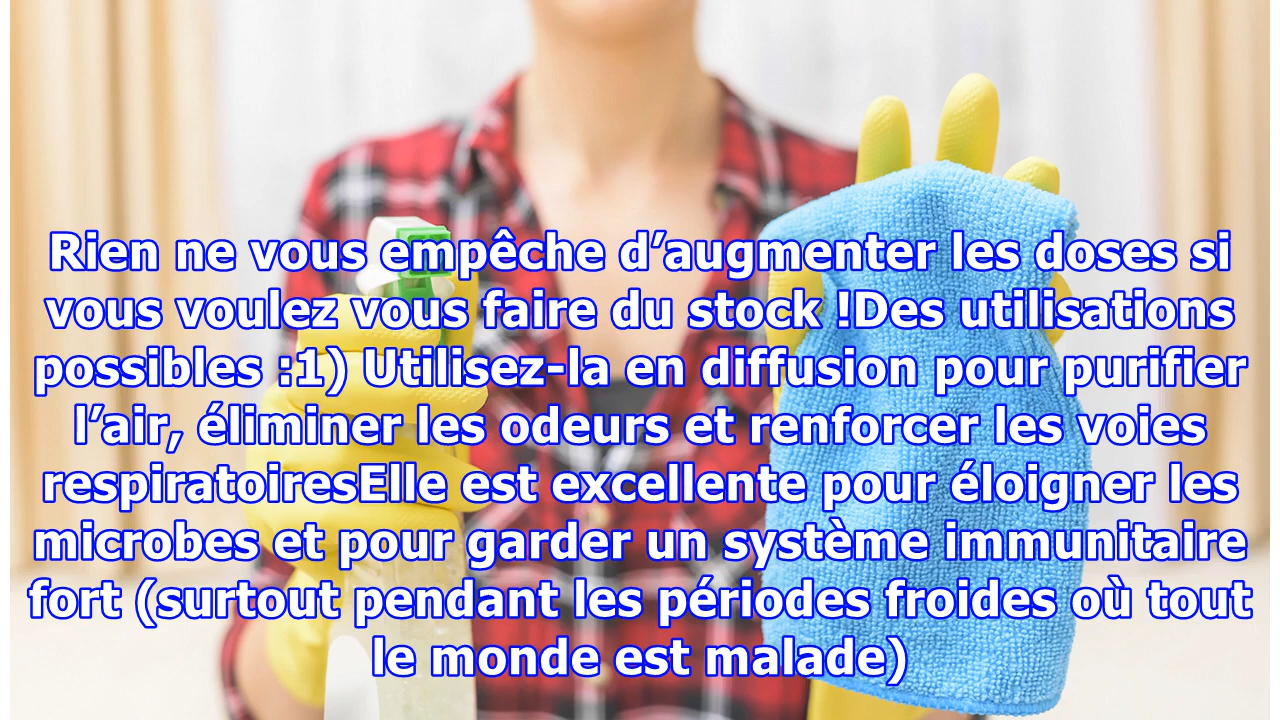 Rien ne vous empêche d’augmenter les doses si
vous voulez vous faire du stock !Des utilisations
possibles :1) Utilisez-la en diffusion pour purifier
l’air, éliminer les odeurs et renforcer les voies
respiratoiresElle est excellente pour éloigner les
microbes et pour garder un système immunitaire
fort (surtout pendant les périodes froides où tout
le monde est malade)